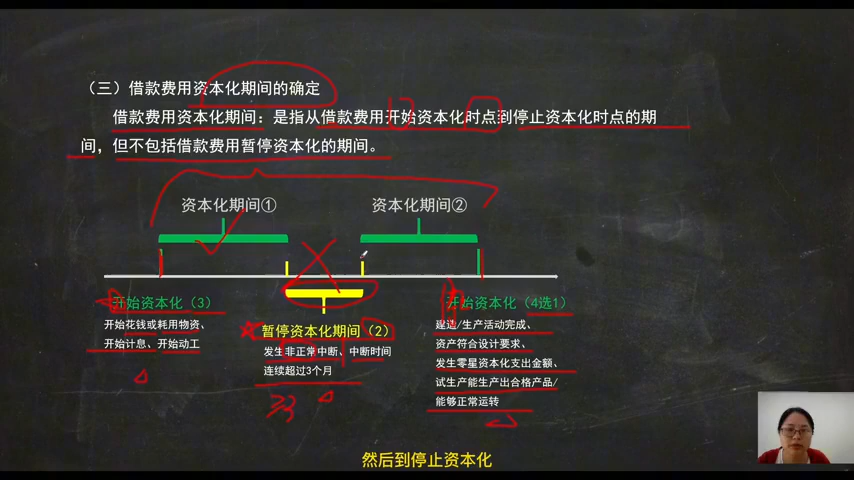 （三）借款费用资本化期间的确定
借款费用资本化期间：是指从借款费用开始资本化时点到停止资本化时点的期
间，但不包括借款费用暂停资本化的期间。
资本化期间①
资本化期间②
开始资本化（3）
开始花钱或耗用物资、
开始计息、开始动工
暂停资本化期间（2）
发生非正常中断、中断时间
连续超过3个月
开始资本化（4选1）
建造/生产活动完成、
资产符合设计要求、
发生零星资本化支出金额、
试生产能生产出合格产品/
能够正常运转
然后到停止资本化